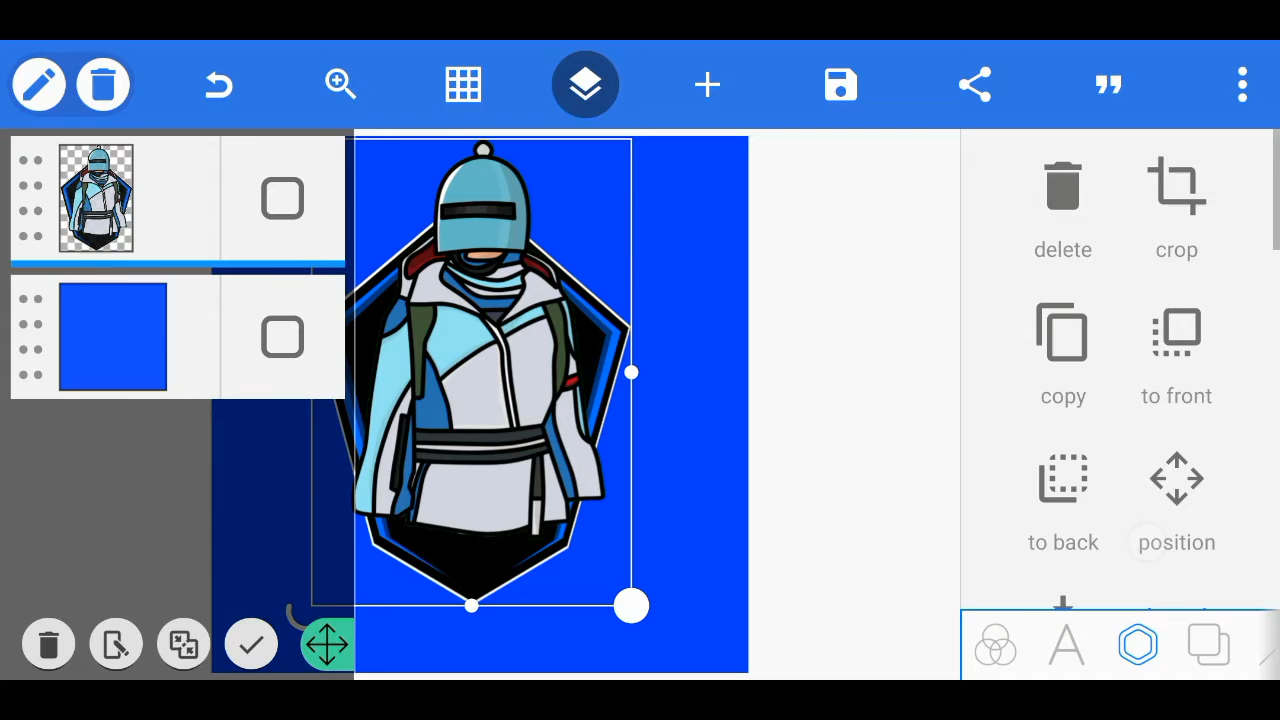 delete
crop
copy
to front
to back
position